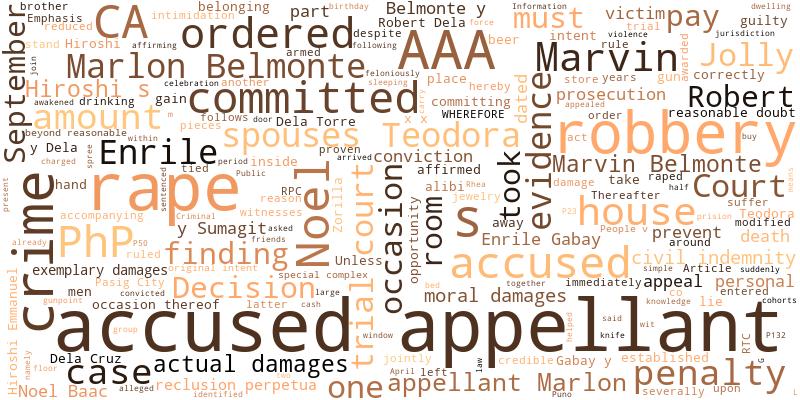 brother
Emphasis
intimidation
belonging
part
Belmonte y
Robert Dela
force
birthday
Information
must
victim
pay
dwelling
guilty
jurisdiction
September
CA
reduced
ordered
despite
AAA
beer
intent
violence
trial
rule
stand
Hiroshi
affirming
armed
following
Marvin
awarded
Jolly
join
Marlon Belmonte
feloniously
sleeping
place
hereby
store
years
guns
correctly
Hiroshi s
celebration
another
carry
committing
dated
prosecution
Robert
awakened
drinking
gain
committed
WHEREFORE
appealed
order
reasonable doubt
amount
m
follows
door
Dela Torre
x x
evidence
act
robbery
buy
beyond reasonable
within
pieces
spouses
Teodora
y Dela
Enrile
proven
conviction
took
Marvin Belmonte
charged
spree
tied
period
inside
arrived
affirmed
damage
take
raped
half
means
present
hand
rape
sentenced
Public
RPC
Noel
reason
Zorilla
court
occasion
alibi
Rhea
jewelry
Thereafter
Court
suffer
crime
accompanying
Criminal
witnesses
opportunity
room
s
away
P23
house
prision
Teodora
modified
already
PhP
P50
y Sumagit
asked
friends
Enrile Gabay
People v
prevent
around
death
ruled
finding
Unless
accused
civil indemnity
exemplary damages
original intent
special complex
bed
together
immediately
simple
Article
suddenly
Hiroshi Emmanuel
men
Pasig City
Decision
convicted
large
trial
moral damages
appeal
personal
gunpoint
occasion thereof
latter
cash
co
knowledge
lie
entered
cohorts
accused appellant
group
window
helped
said
knife
wit
RTC
P132
namely
Dela Cruz
case
actual damages
jointly
credible
Gabay y
law
established
penalty
G
floor
alleged
reclusion perpetua
two
April
left
Noel Baac
identified
one
appellant Marlon
Puno
severally
upon
L